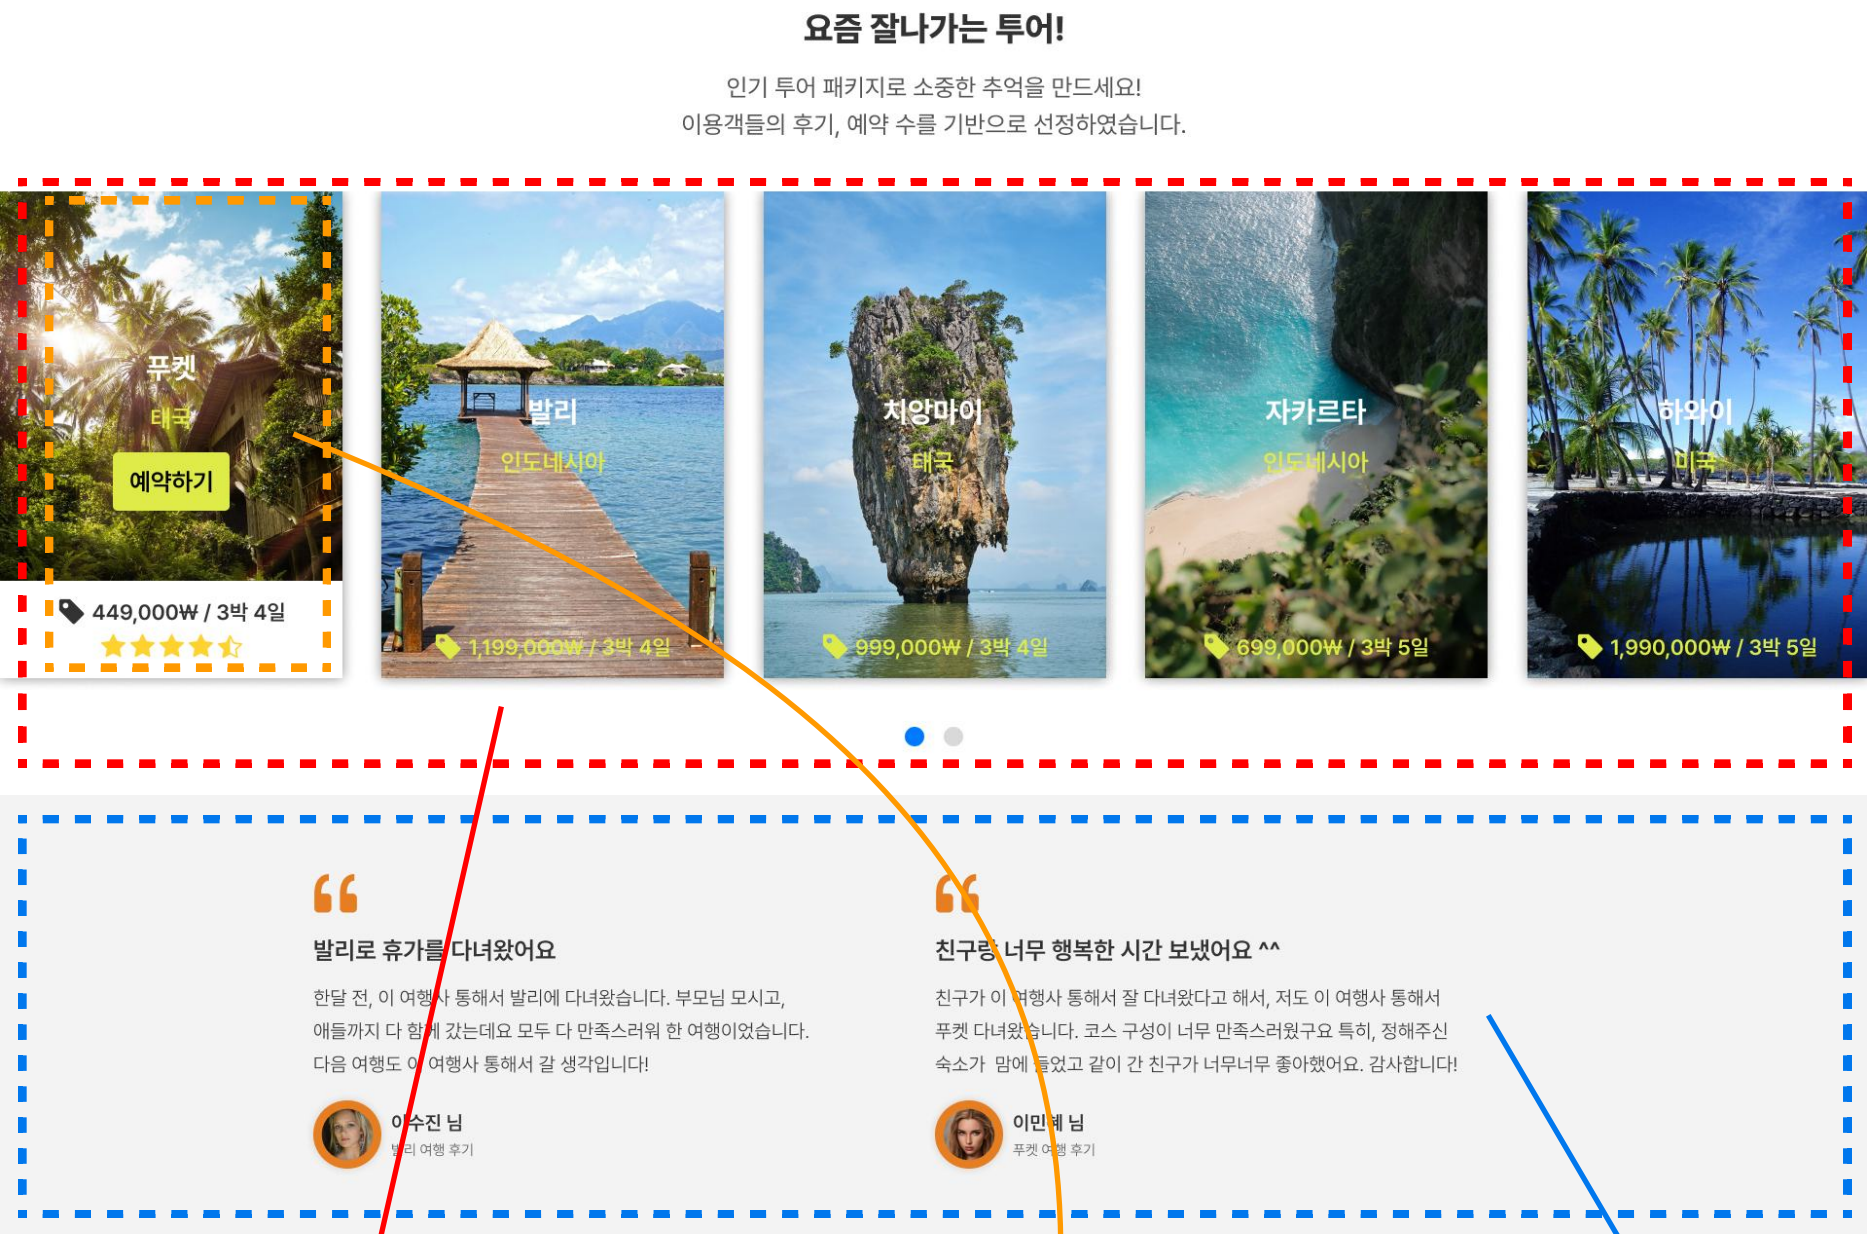 요즘 잘나가는 투어!
인기 투어 패키지로 소중한 추억을 만드세요!
이용객들의 후기, 예약 수를 기반으로 선정하였습니다.
푸켓
태국
예약하기
449,000₩ / 3박 4일
발리
인도네시아
1,199,000₩ / 3박 4일
치앙마이
태국
999,000₩ / 3박 4일
자카르타
인도네시아
699,000₩ / 3박 5일
하와이
미국
1,990,000₩ / 3박 5일
발리로 휴가를 다녀왔어요
한달 전, 이 여행사 통해서 발리에 다녀왔습니다. 부모님 모시고,
애들까지 다 함께 갔는데요 모두 다 만족스러워 한 여행이었습니다.
다음 여행도 이 여행사 통해서 갈 생각입니다!
이수진 님
발리 여행 후기
친구랑 너무 행복한 시간 보냈어요 ^^
친구가 이 여행사 통해서 잘 다녀왔다고 해서, 저도 이 여행사 통해서
푸켓 다녀왔습니다. 코스 구성이 너무 만족스러웠구요 특히, 정해주신
숙소가 맘에 들었고 같이 간 친구가 너무너무 좋아했어요. 감사합니다!
이민혜 님
푸켓 여행 후기